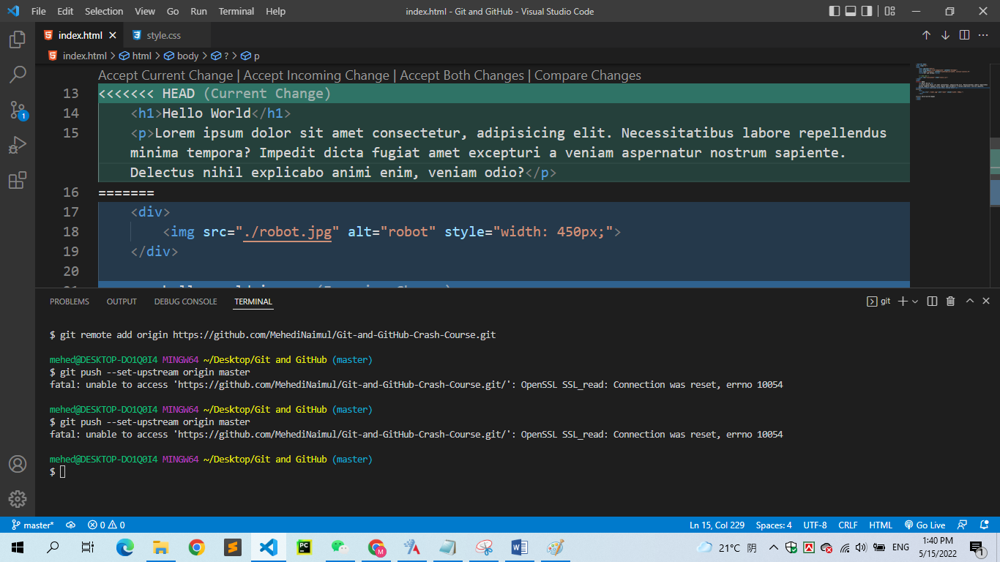 File Edit Selection View Go Run Terminal Help index.html - Git and GitHub - Visual Studio Code
index.html style.css
index.html > html > body > ? > p
Accept Current Change | Accept Incoming Change | Accept Both Changes | Compare Changes
13 <<<<<<< HEAD (Current Change)
14 <h1>Hello World</h1>
15 <p>Lorem ipsum dolor sit amet consectetur, adipisicing elit. Necessitatibus labore repellendus
minima tempora? Impedit dicta fugiat amet excepturi a veniam aspernatur nostrum sapiente.
Delectus nihil explicabo animi enim, veniam odio?</p>
16 =======
17 <div>
18 <img src="./robot.jpg" alt="robot" style="width: 450px;">
19 </div>
20
1
PROBLEMS OUTPUT DEBUG CONSOLE TERMINAL git
$ git remote add origin https://github.com/MehediNaimul/Git-and-GitHub-Crash-Course.git
mehed@DESKTOP-DO1Q0I4 MINGW64 ~/Desktop/Git and GitHub (master)
$ git push --set-upstream origin master
fatal: unable to access 'https://github.com/MehediNaimul/Git-and-GitHub-Crash-Course.git/': OpenSSL SSL_read: Connection was reset, errno 10054
mehed@DESKTOP-DO1Q0I4 MINGW64 ~/Desktop/Git and GitHub (master)
$ git push --set-upstream origin master
fatal: unable to access 'https://github.com/MehediNaimul/Git-and-GitHub-Crash-Course.git/': OpenSSL SSL_read: Connection was reset, errno 10054
mehed@DESKTOP-DO1Q0I4 MINGW64 ~/Desktop/Git and GitHub (master)
$
master* 0 0 Ln 15, Col 229 Spaces: 4 UTF-8 CRLF HTML Go Live
21°C 阴 ENG 1:40 PM
5/15/2022 1